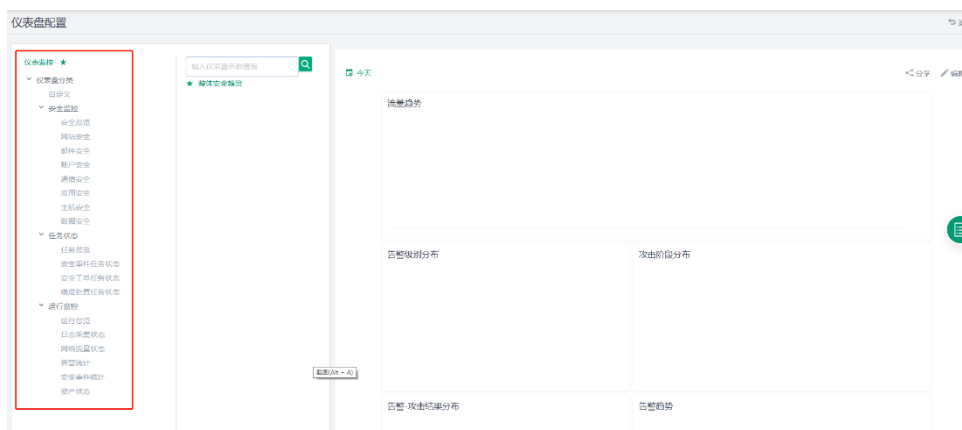 仪表盘配置
仪表监控 ★
仪表盘分类
自定义
安全监控
安全总览
网站安全
邮件安全
账户安全
通信安全
应用安全
主机安全
数据安全
任务状态
任务总览
安全事件任务状态
安全工单任务状态
响应处置任务状态
运行监控
运行总览
日志采集状态
网络流量状态
告警统计
安全事件统计
资产状态
输入仪表盘名称查询
★ 整体安全趋势
今天
分享
编辑
流量趋势
告警级别分布
攻击阶段分布
截图(Alt + A)
告警-攻击结果分布
告警趋势